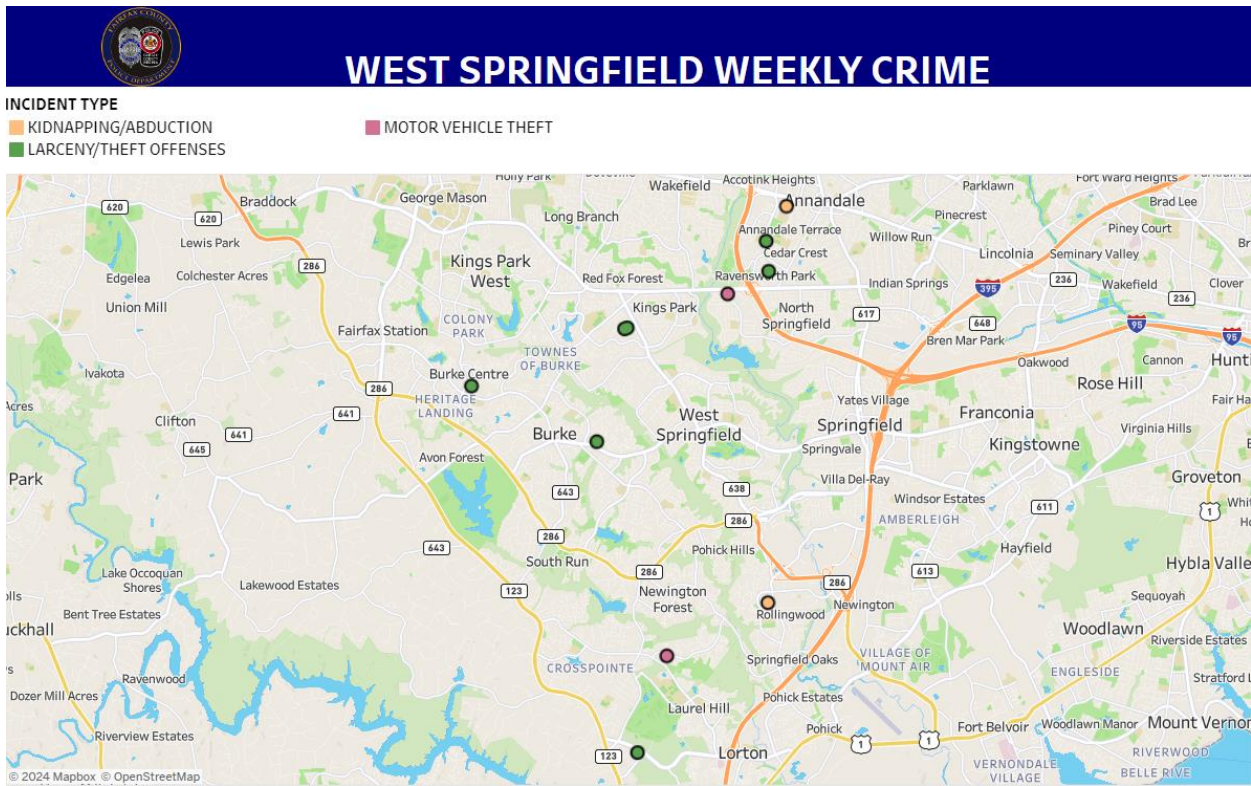 FAIRFAX COUNTY
POLICE DEPARTMENT
WEST SPRINGFIELD WEEKLY CRIME
INCIDENT TYPE
KIDNAPPING/ABDUCTION
MOTOR VEHICLE THEFT
LARCENY/THEFT OFFENSES
Holly Park
Wakefield
Accotink Heights
Parklawn
Fort Ward Heights
620
Braddock
George Mason
Annandale
Brad Lee
620
Long Branch
Pinecrest
Piney Court
Lewis Park
Annandale Terrace
Willow Run
Cedar Crest
Lincolnia
Seminary Valley
Kings Park
West
286
Edgelea
Colchester Acres
Red Fox Forest
Ravensworth Park
Indian Springs
395
236
Wakefield
Clover
236
Union Mill
Kings Park
North
Springfield
617
648
95
95
COLONY
PARK
Fairfax Station
Bren Mar Park
TOWNES
OF BURKE
Oakwood
Cannon
Ivakota
Burke Centre
Rose Hill
286
HERITAGE
LANDING
Yates Village
Acres
641
West
Springfield
Springfield
Franconia
Clifton
641
Burke
Virginia Hills
645
Springvale
Kingstowne
Avon Forest
Park
Villa Del-Ray
Groveton
643
638
Windsor Estates
611
1
286
AMBERLEIGH
286
643
Pohick Hills
Hayfield
South Run
Lake Occoquan
Shores
Lakewood Estates
286
613
Hybla Valle
286
123
Newington
Forest
Sequoyah
Bent Tree Estates
Rollingwood
Newington
Woodlawn
Riverside Estates
CROSSPOINTE
Springfield Oaks
VILLAGE OF
MOUNT AIR
Ravenwood
ENGLESIDE
Stratford L
Dozer Mill Acres
Pohick Estates
Laurel Hill
Pohick
Fort Belvoir
Woodlawn Manor
Mount Vernor
Riverview Estates
1
1
123
Lorton
RIVERWOOD
VERNONDALE
VILLAGE
BELLE RIVE
© 2024 Mapbox © OpenStreetMap